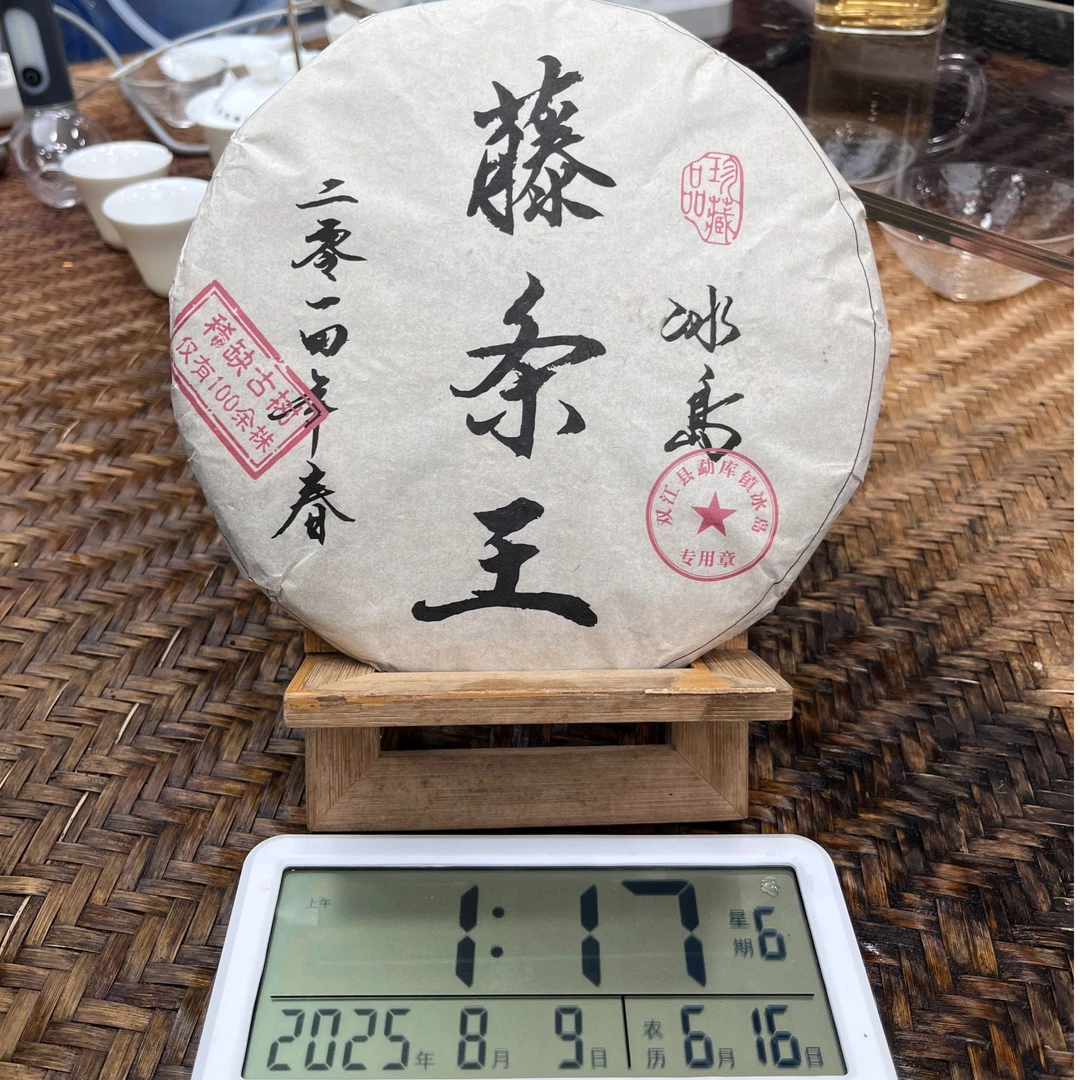 珍藏
品
冰岛
双江县勐库镇冰岛
专用章
藤条王
二零一四年春
稀缺古树
仅有100余株
上午
1:17
星期6
2025年8月9日
农历6月16日